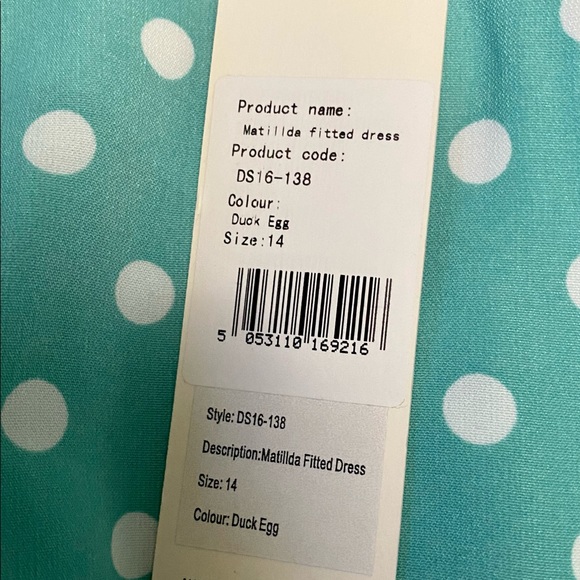 Product name:
Matillda fitted dress
Product code:
DS16-138
Colour:
Duck Egg
Size:14
5 053110 169216
Style: DS16-138
Description:Matillda Fitted Dress
Size: 14
Colour: Duck Egg